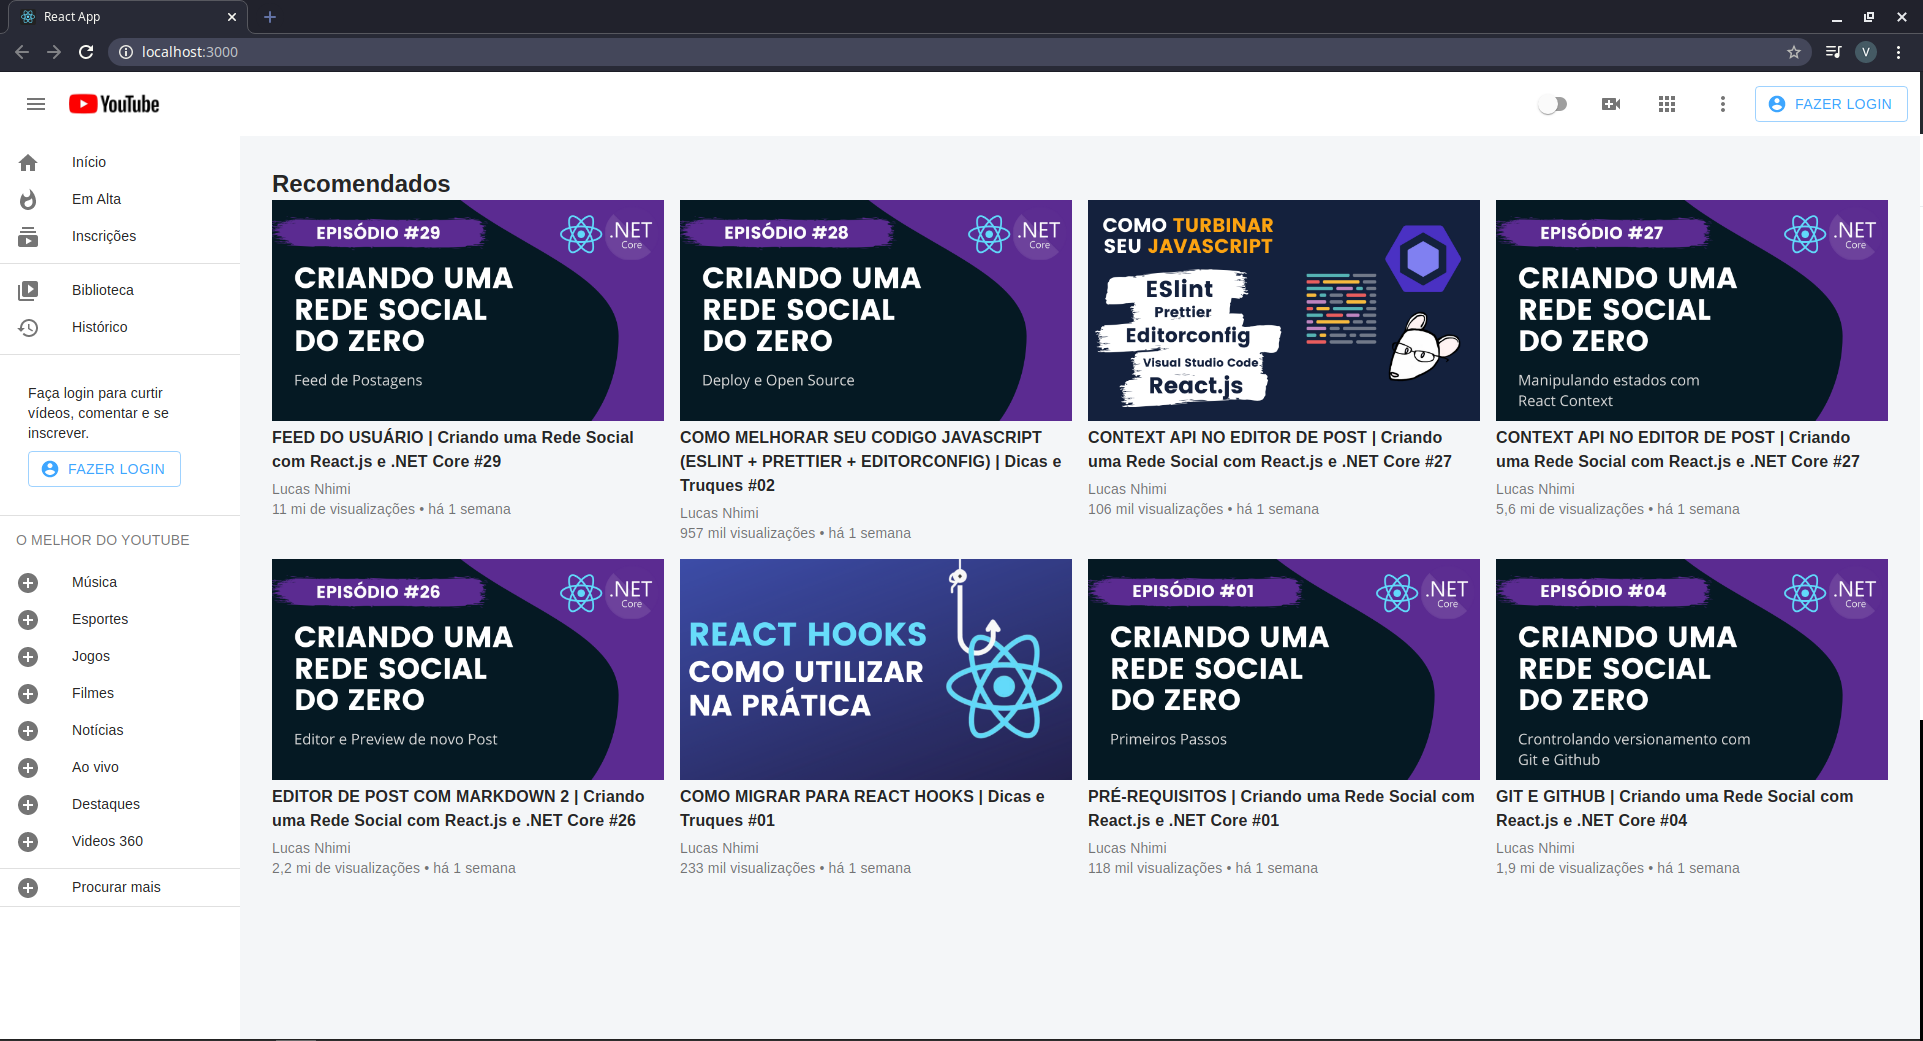 React App
localhost:3000
V
YouTube
FAZER LOGIN
Início
Em Alta
Inscrições
Biblioteca
Histórico
Faça login para curtir
vídeos, comentar e se
inscrever.
FAZER LOGIN
O MELHOR DO YOUTUBE
Música
Esportes
Jogos
Filmes
Notícias
Ao vivo
Destaques
Videos 360
Procurar mais
Recomendados
EPISÓDIO #29
.NET
Core
CRIANDO UMA
REDE SOCIAL
DO ZERO
Feed de Postagens
FEED DO USUÁRIO | Criando uma Rede Social
com React.js e .NET Core #29
Lucas Nhimi
11 mi de visualizações • há 1 semana
EPISÓDIO #28
.NET
Core
CRIANDO UMA
REDE SOCIAL
DO ZERO
Deploy e Open Source
COMO MELHORAR SEU CODIGO JAVASCRIPT
(ESLINT + PRETTIER + EDITORCONFIG) | Dicas e
Truques #02
Lucas Nhimi
957 mil visualizações • há 1 semana
COMO TURBINAR
SEU JAVASCRIPT
ESlint
Prettier
Editorconfig
Visual Studio Code
React.js
CONTEXT API NO EDITOR DE POST | Criando
uma Rede Social com React.js e .NET Core #27
Lucas Nhimi
106 mil visualizações • há 1 semana
EPISÓDIO #27
.NET
Core
CRIANDO UMA
REDE SOCIAL
DO ZERO
Manipulando estados com
React Context
CONTEXT API NO EDITOR DE POST | Criando
uma Rede Social com React.js e .NET Core #27
Lucas Nhimi
5,6 mi de visualizações • há 1 semana
EPISÓDIO #26
.NET
Core
CRIANDO UMA
REDE SOCIAL
DO ZERO
Editor e Preview de novo Post
EDITOR DE POST COM MARKDOWN 2 | Criando
uma Rede Social com React.js e .NET Core #26
Lucas Nhimi
2,2 mi de visualizações • há 1 semana
REACT HOOKS
COMO UTILIZAR
NA PRÁTICA
COMO MIGRAR PARA REACT HOOKS | Dicas e
Truques #01
Lucas Nhimi
233 mil visualizações • há 1 semana
EPISÓDIO #01
.NET
Core
CRIANDO UMA
REDE SOCIAL
DO ZERO
Primeiros Passos
PRÉ-REQUISITOS | Criando uma Rede Social com
React.js e .NET Core #01
Lucas Nhimi
118 mil visualizações • há 1 semana
EPISÓDIO #04
.NET
Core
CRIANDO UMA
REDE SOCIAL
DO ZERO
Crontrolando versionamento com
Git e Github
GIT E GITHUB | Criando uma Rede Social com
React.js e .NET Core #04
Lucas Nhimi
1,9 mi de visualizações • há 1 semana